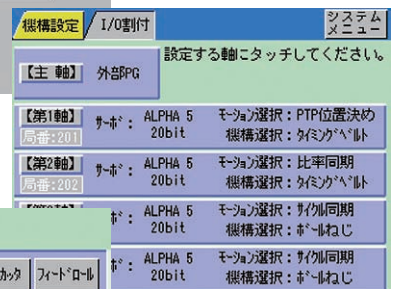 機構設定 I/O割付 システムメニュー
設定する軸にタッチしてください。
【主 軸】 外部PG
【第1軸】 局番:201 サーボ: ALPHA 5 20bit モーション選択:PTP位置決め 機構選択:タイミングベルト
【第2軸】 局番:202 サーボ: ALPHA 5 20bit モーション選択:比率同期 機構選択:タイミングベルト
ボ: ALPHA 5 20bit モーション選択:サイクル同期 機構選択:ボールねじ
ボ: ALPHA 5 20bit モーション選択:サイクル同期 機構選択:ボールねじ
カッタ フィードロール